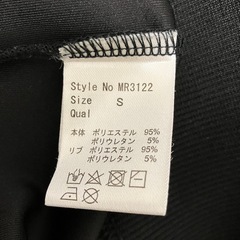 Style No MR3122
Size S
Qual
本体 ポリエステル 95%
ポリウレタン 5%
リブ ポリエステル 95%
ポリウレタン 5%